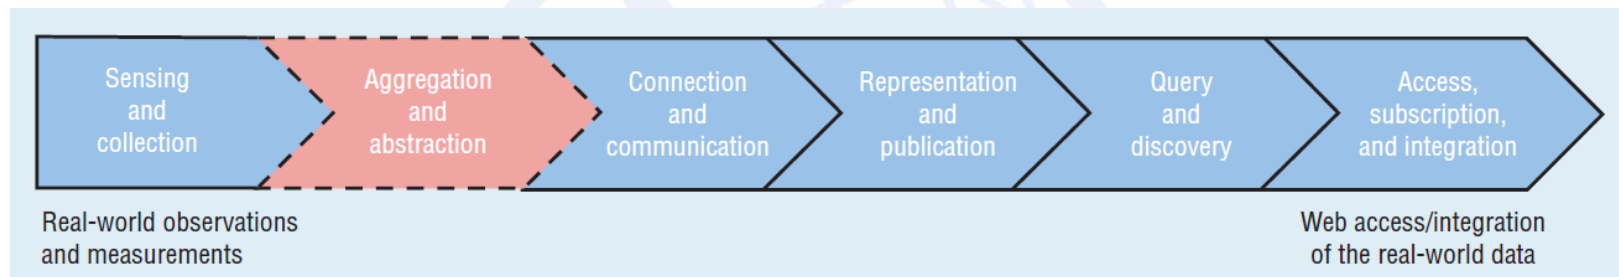 Sensing
and
collection
Aggregation
and
abstraction
Connection
and
communication
Representation
and
publication
Query
and
discovery
Access,
subscription,
and integration
Real-world observations
and measurements
Web access/integration
of the real-world data